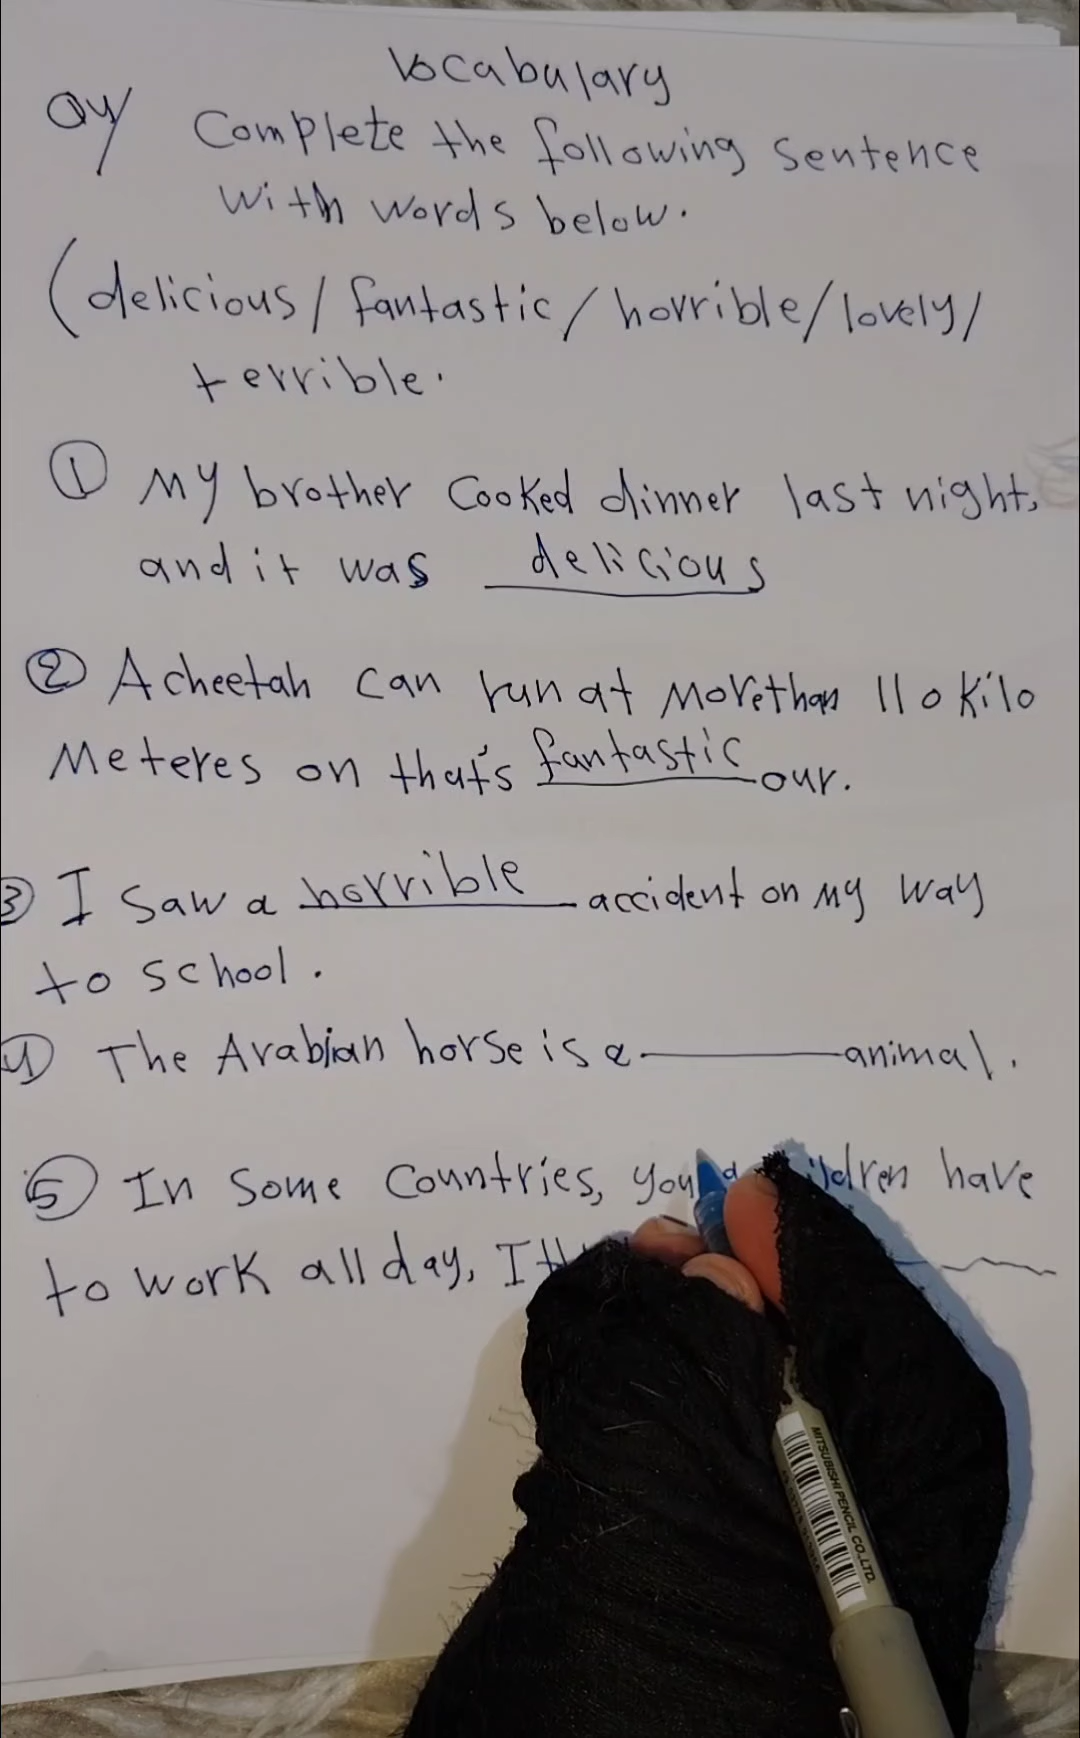 Vocabulary
Q4/ Complete the following sentence
with words below.
(delicious/ fantastic/ horrible/ lovely/
terrible.
① My brother cooked dinner last night,
and it was delicious
② A cheetah can run at more than 110 kilo
Meteres on that's fantastic our.
③ I saw a horrible accident on my way
to school.
④ The Arabian horse is a animal.
⑤ In some countries, have
to work all day, I
MITSUBISHI PENCIL CO., LTD.